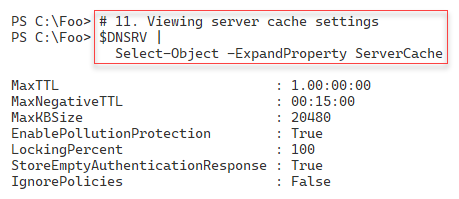 PS C:\Foo> # 11. Viewing server cache settings
PS C:\Foo> $DNSRV |
Select-Object -ExpandProperty ServerCache
MaxTTL : 1.00:00:00
MaxNegativeTTL : 00:15:00
MaxKBSize : 20480
EnablePollutionProtection : True
LockingPercent : 100
StoreEmptyAuthenticationResponse : True
IgnorePolicies : False